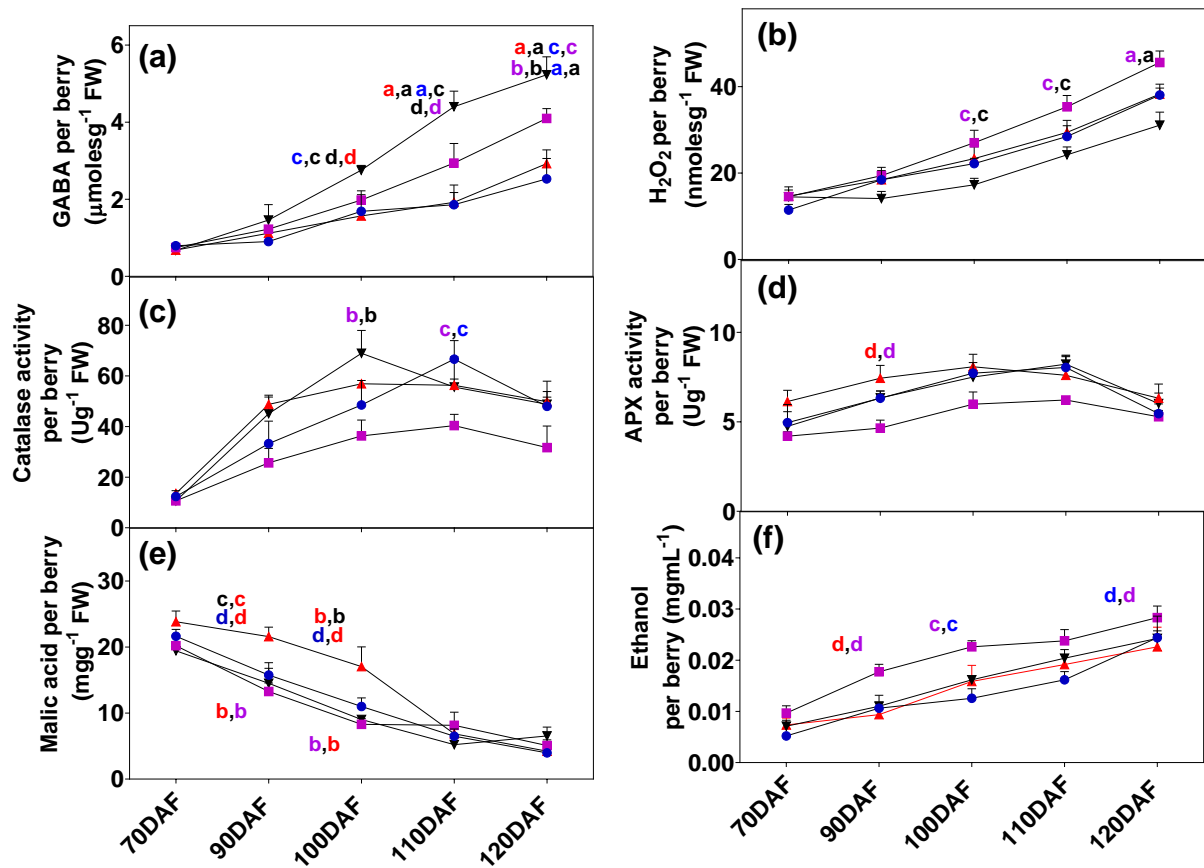 (a)
GABA per berry
(µmolesg⁻¹ FW)
6
4
2
0
c,c d,d
a,a a,c
d,d
a,a c,c
b,b a,a
(b)
H₂O₂ per berry
(nmolesg⁻¹ FW)
40
20
0
c,c
c,c
a,a
(c)
Catalase activity
per berry
(Ug⁻¹ FW)
80
60
40
20
0
b,b
c,c
(d)
APX activity
per berry
(Ug⁻¹ FW)
10
5
0
d,d
(e)
Malic acid per berry
(mgg⁻¹ FW)
30
20
10
0
c,c
d,d
b,b
d,d
b,b
b,b
70DAF
90DAF
100DAF
110DAF
120DAF
(f)
Ethanol
per berry (mgmL⁻¹)
0.04
0.03
0.02
0.01
0.00
d,d
c,c
d,d
70DAF
90DAF
100DAF
110DAF
120DAF